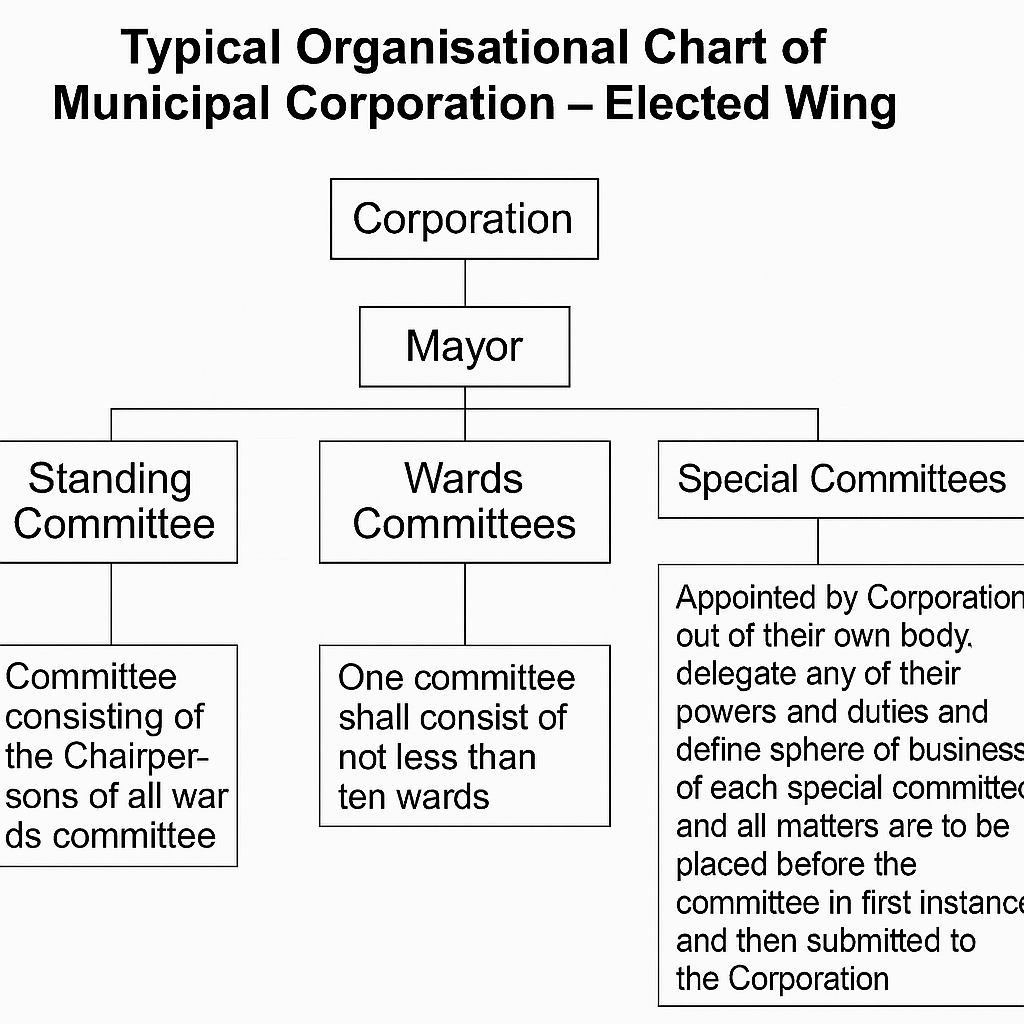 Typical Organisational Chart of
Municipal Corporation – Elected Wing
Corporation
Mayor
Standing
Committee
Wards
Committees
Special Committees
Committee
consisting of
the Chairper–
sons of all war
ds committee
One committee
shall consist of
not less than
ten wards
Appointed by Corporation
out of their own body.
delegate any of their
powers and duties and
define sphere of business
of each special committee
and all matters are to be
placed before the
committee in first instance
and then submitted to
the Corporation